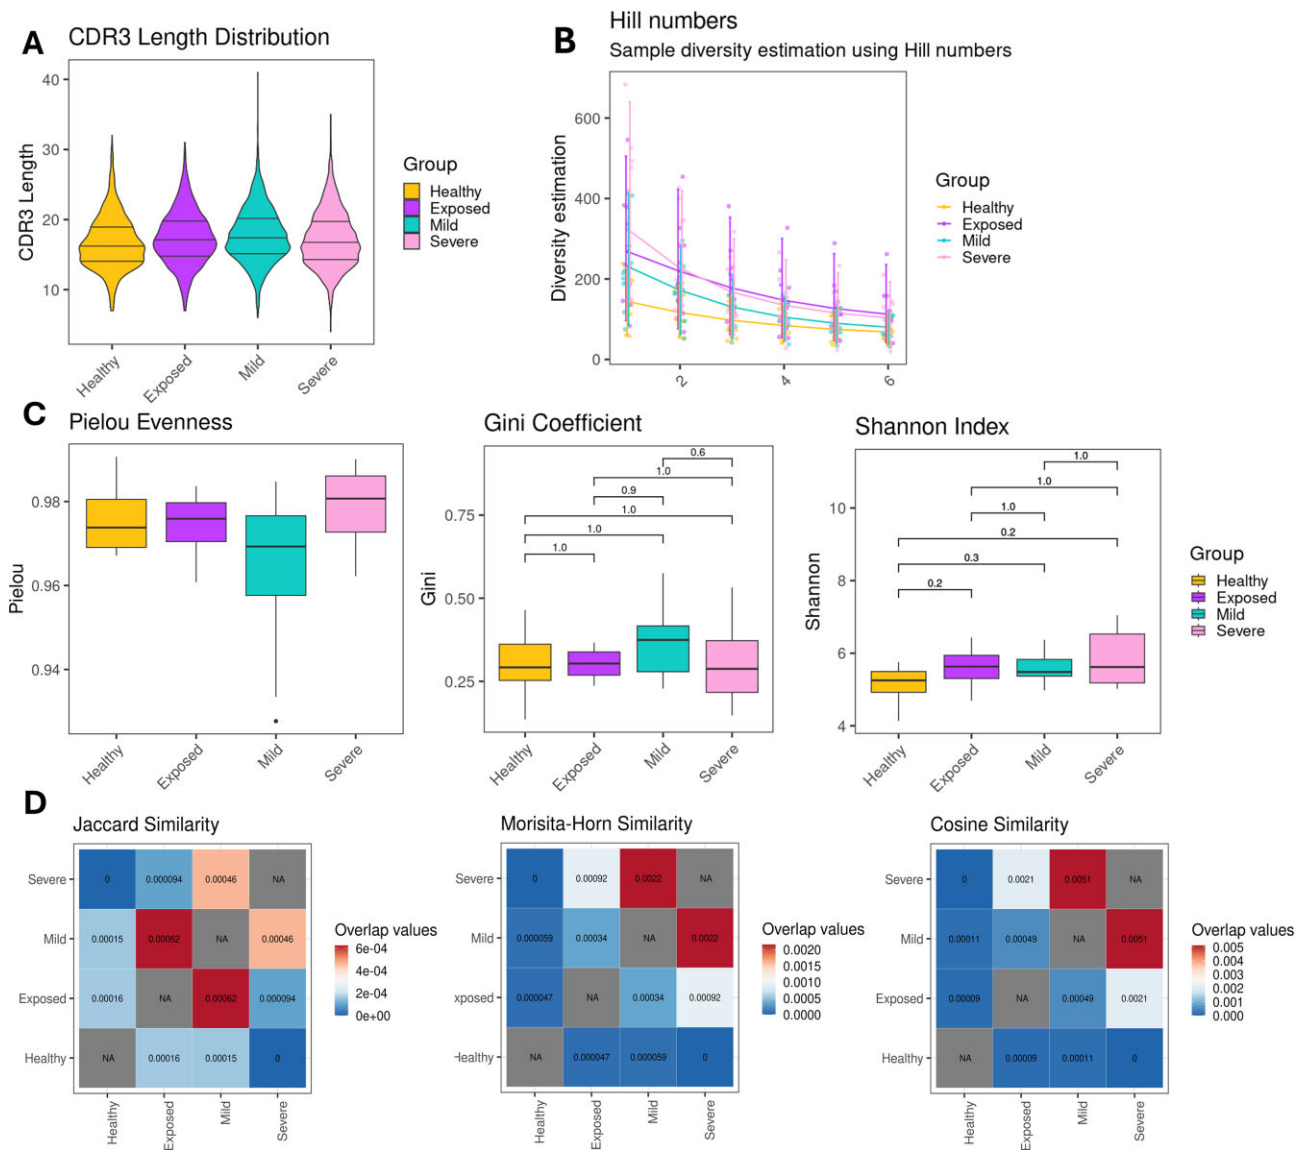 A
CDR3 Length Distribution
CDR3 Length
40
30
20
10
Healthy
Exposed
Mild
Severe
Group
Healthy
Exposed
Mild
Severe
B
Hill numbers
Sample diversity estimation using Hill numbers
Diversity estimation
600
400
200
0
2
4
6
Group
Healthy
Exposed
Mild
Severe
C
Pielou Evenness
Pielou
0.98
0.96
0.94
Healthy
Exposed
Mild
Severe
Gini Coefficient
Gini
0.75
0.50
0.25
0.6
1.0
0.9
1.0
1.0
1.0
Healthy
Exposed
Mild
Severe
Shannon Index
Shannon
10
8
6
4
1.0
1.0
1.0
0.2
0.3
0.2
Healthy
Exposed
Mild
Severe
Group
Healthy
Exposed
Mild
Severe
D
Jaccard Similarity
Severe
0 0.000094 0.00046 NA
Mild
0.00015 0.00062 NA 0.00046
Exposed
0.00016 NA 0.00062 0.000094
Healthy
NA 0.00016 0.00015 0
Healthy
Exposed
Mild
Severe
Overlap values
6e-04
4e-04
2e-04
0e+00
Morisita-Horn Similarity
Severe
0 0.00092 0.0022 NA
Mild
0.000059 0.00034 NA 0.0022
xposed
0.000047 NA 0.00034 0.00092
Healthy
NA 0.000047 0.000059 0
Healthy
Exposed
Mild
Severe
Overlap values
0.0020
0.0015
0.0010
0.0005
0.0000
Cosine Similarity
Severe
0 0.0021 0.0051 NA
Mild
0.00011 0.00049 NA 0.0051
Exposed
0.00009 NA 0.00049 0.0021
Healthy
NA 0.00009 0.00011 0
Healthy
Exposed
Mild
Severe
Overlap values
0.005
0.004
0.003
0.002
0.001
0.000